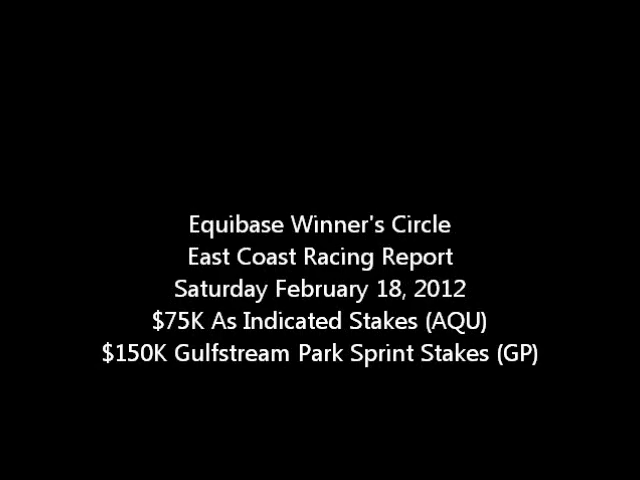 Equibase Winner's Circle
East Coast Racing Report
Saturday February 18, 2012
$75K As Indicated Stakes (AQU)
$150K Gulfstream Park Sprint Stakes (GP)